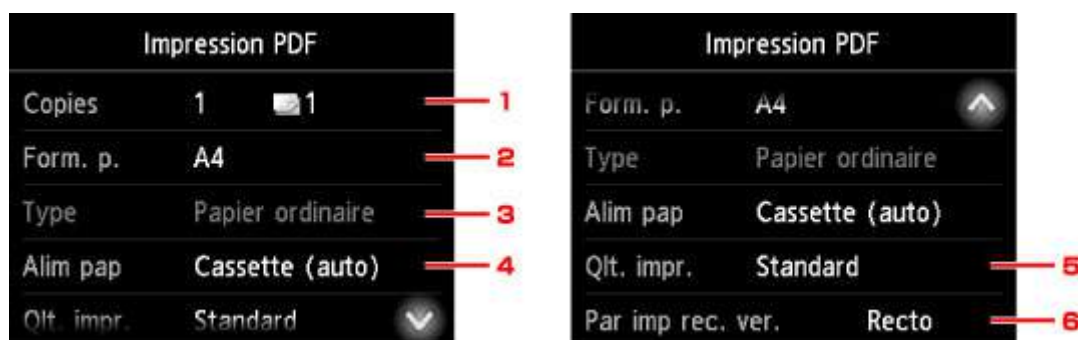 Impression PDF
Copies 1 1 1
Form. p. A4 2
Type Papier ordinaire 3
Alim pap Cassette (auto) 4
Qlt. impr. Standard
Impression PDF
Form. p. A4
Type Papier ordinaire
Alim pap Cassette (auto)
Qlt. impr. Standard 5
Par imp rec. ver. Recto 6